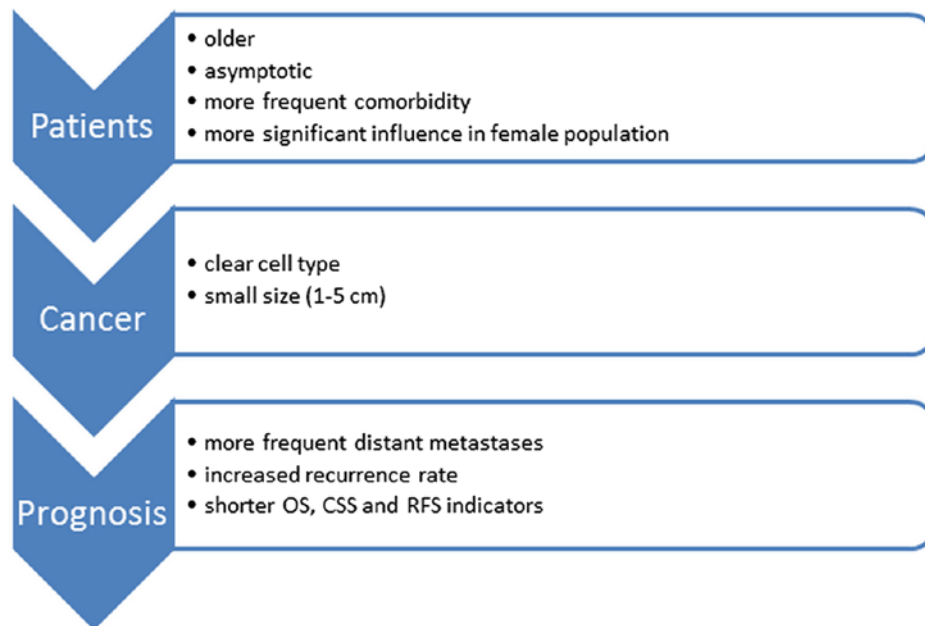 Patients
• older
• asymptotic
• more frequent comorbidity
• more significant influence in female population
Cancer
• clear cell type
• small size (1-5 cm)
Prognosis
• more frequent distant metastases
• increased recurrence rate
• shorter OS, CSS and RFS indicators